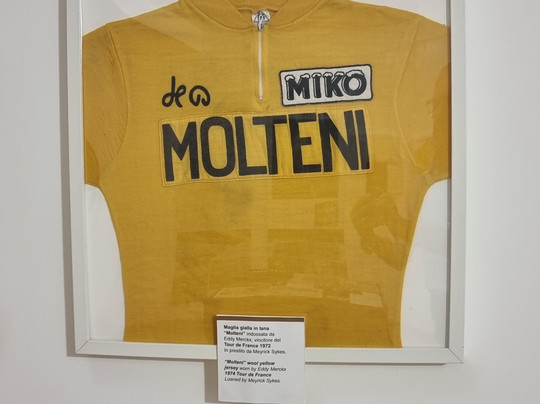 MIKO
MOLTENI
Maglia gialla in lana
"Molteni" indossata da
Eddy Merckx, vincitore del
Tour de France 1972
In prestito da Meyrick Sykes.
"Molteni" wool yellow
jersey worn by Eddy Merckx
1974 Tour de France
Loaned by Meyrick Sykes